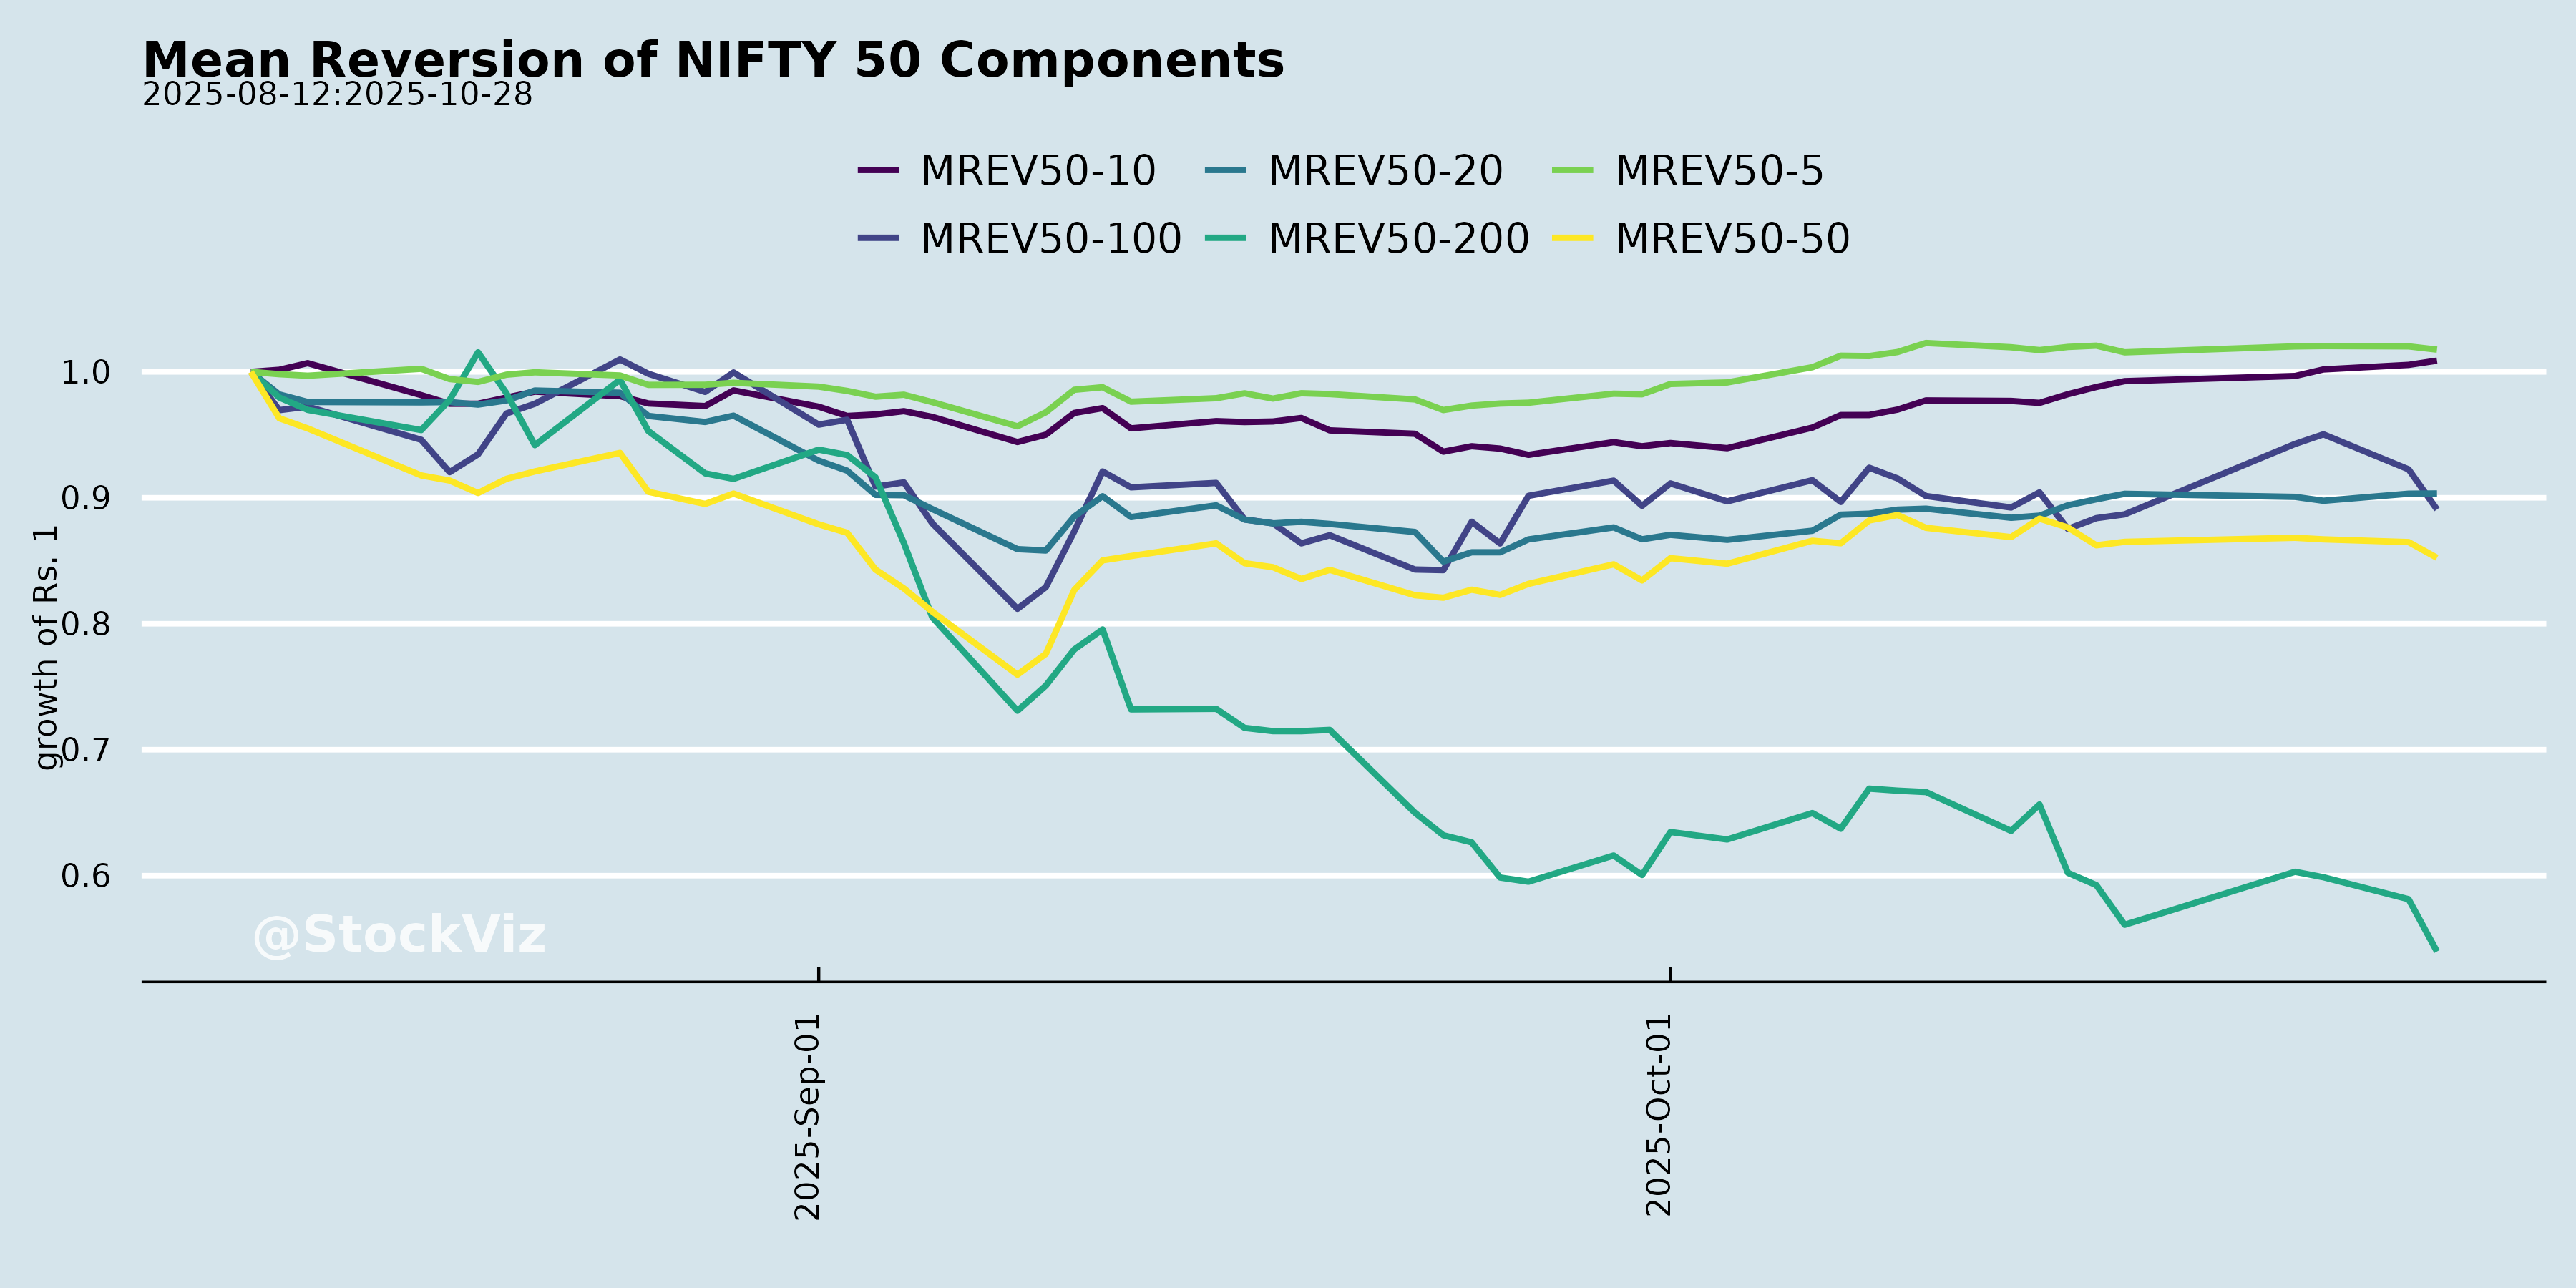 Mean Reversion of NIFTY 50 Components
2025-08-12:2025-10-28
MREV50-10 MREV50-20 MREV50-5
MREV50-100 MREV50-200 MREV50-50
growth of Rs. 1
1.0
0.9
0.8
0.7
0.6
@StockViz
2025-Sep-01
2025-Oct-01